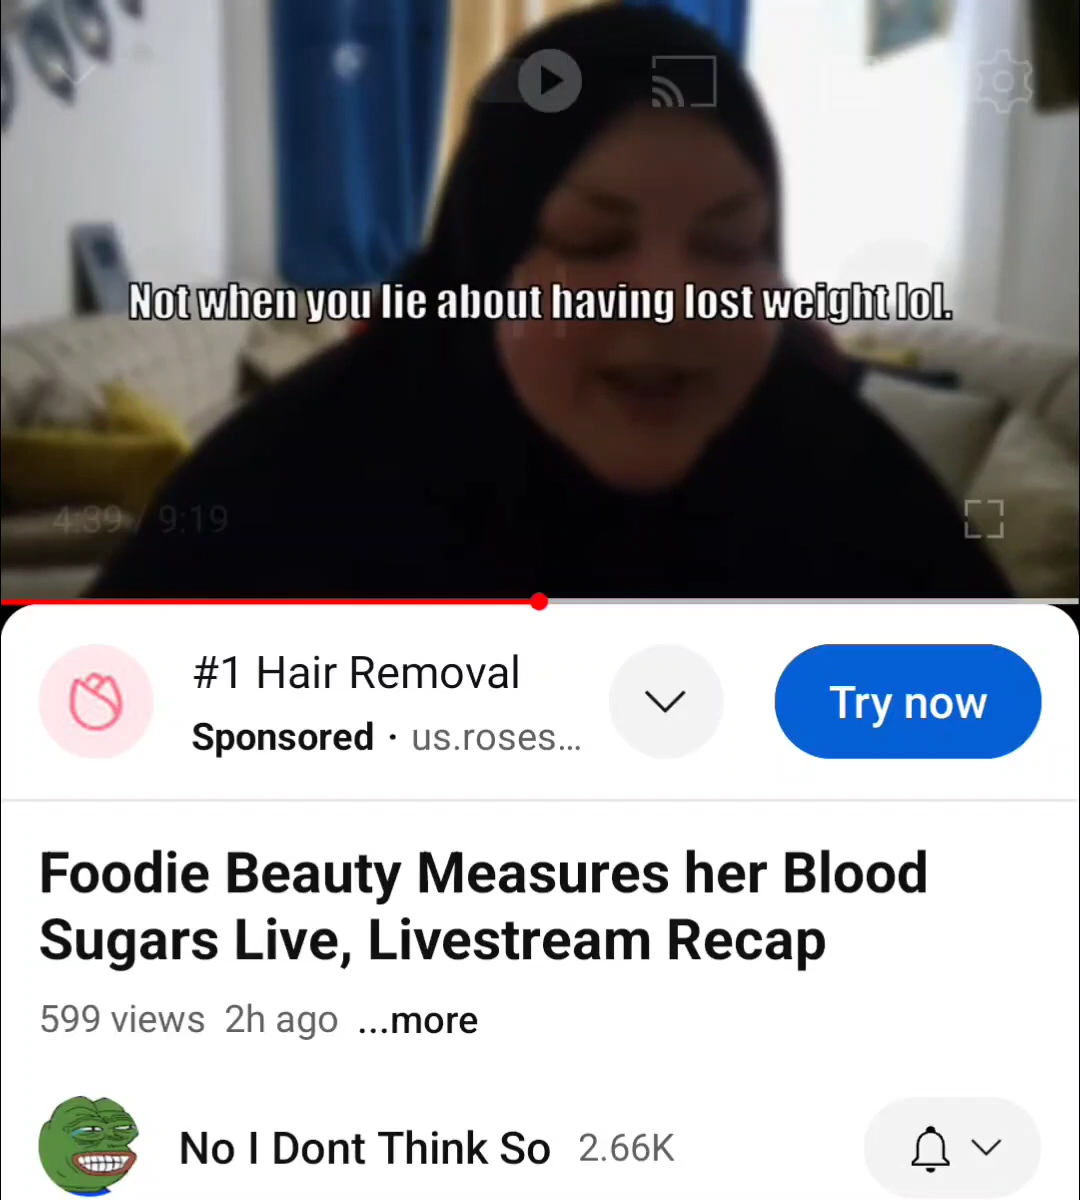 Not when you lie about having lost weight lol.
4:39 / 9:19
#1 Hair Removal
Try now
Sponsored · us.roses...
Foodie Beauty Measures her Blood
Sugars Live, Livestream Recap
599 views 2h ago ...more
No I Dont Think So 2.66K